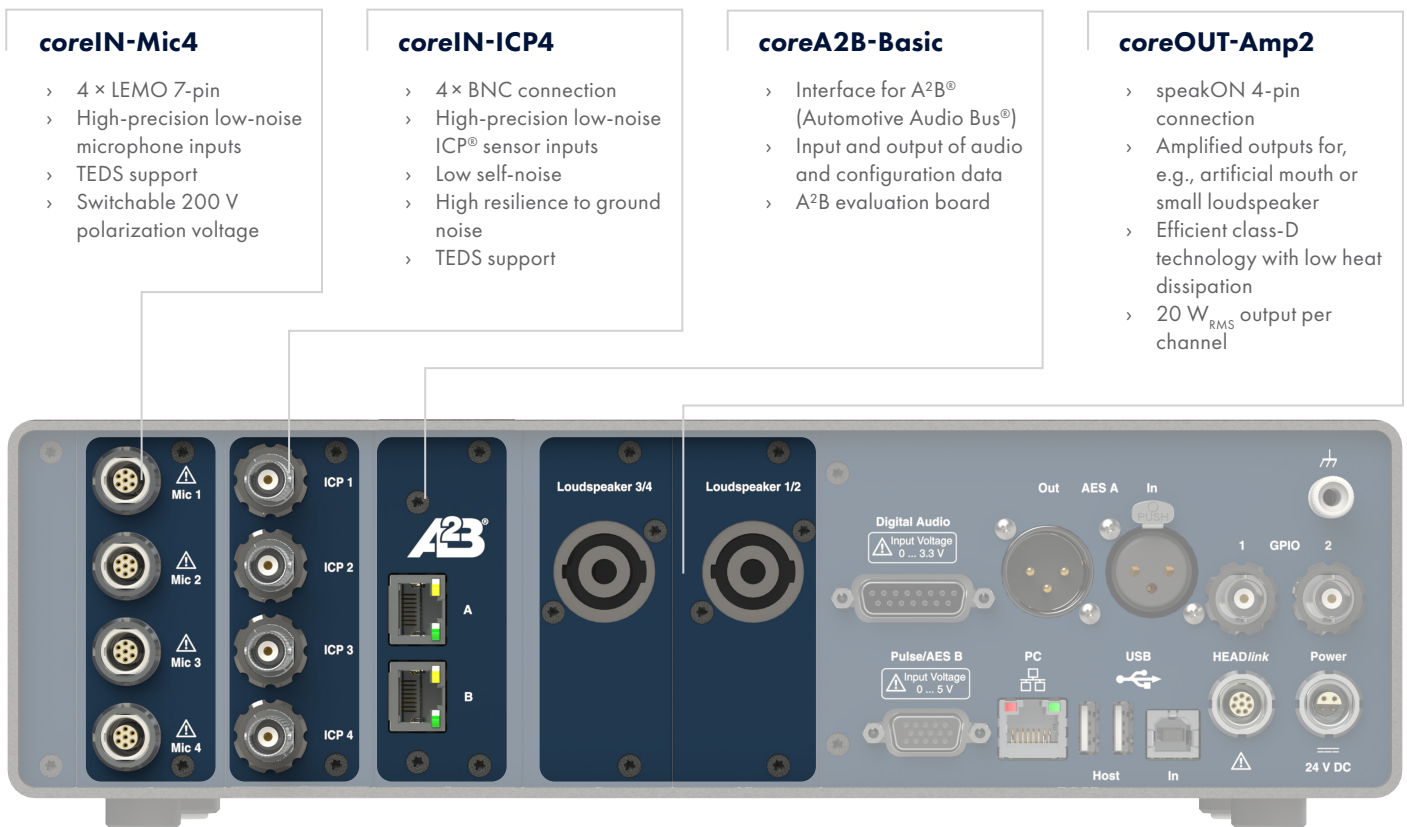 coreIN-Mic4
› 4 × LEMO 7-pin
› High-precision low-noise
microphone inputs
› TEDS support
› Switchable 200 V
polarization voltage
coreIN-ICP4
› 4× BNC connection
› High-precision low-noise
ICP® sensor inputs
› Low self-noise
› High resilience to ground
noise
› TEDS support
coreA2B-Basic
› Interface for A²B®
(Automotive Audio Bus®)
› Input and output of audio
and configuration data
› A²B evaluation board
coreOUT-Amp2
› speakON 4-pin
connection
› Amplified outputs for,
e.g., artificial mouth or
small loudspeaker
› Efficient class-D
technology with low heat
dissipation
› 20 W RMS output per
channel
Mic 1
Mic 2
Mic 3
Mic 4
ICP 1
ICP 2
ICP 3
ICP 4
A2B®
A
B
Loudspeaker 3/4
Loudspeaker 1/2
Digital Audio
Input Voltage
0 ... 3.3 V
Pulse/AES B
Input Voltage
0 ... 5 V
Out AES A In
PUSH
1 GPIO 2
PC
USB
Host In
HEADlink
Power
24 V DC